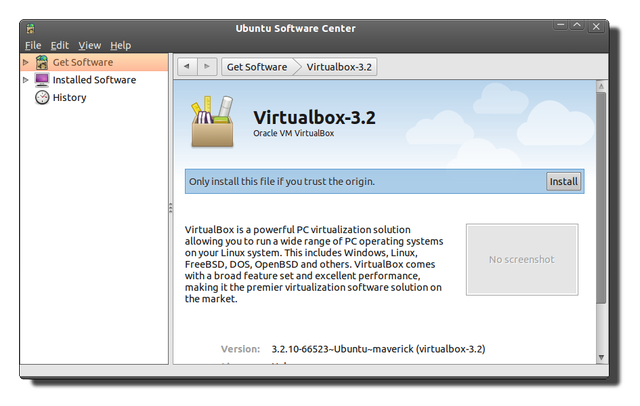 Ubuntu Software Center
File Edit View Help
Get Software
Installed Software
History
Get Software Virtualbox-3.2
Virtualbox-3.2
Oracle VM VirtualBox
Only install this file if you trust the origin. Install
VirtualBox is a powerful PC virtualization solution
allowing you to run a wide range of PC operating systems
on your Linux system. This includes Windows, Linux,
FreeBSD, DOS, OpenBSD and others. VirtualBox comes
with a broad feature set and excellent performance,
making it the premier virtualization software solution on
the market.
No screenshot
Version: 3.2.10-66523~Ubuntu~maverick (virtualbox-3.2)